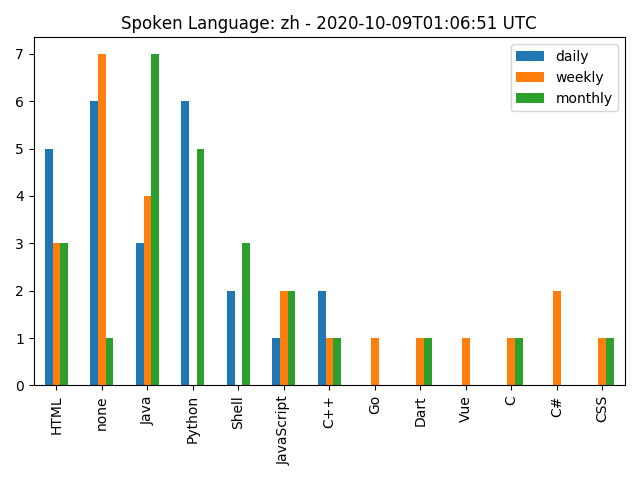 Spoken Language: zh - 2020-10-09T01:06:51 UTC
daily
weekly
monthly
7
6
5
4
3
2
1
0
HTML
none
Java
Python
Shell
JavaScript
C++
Go
Dart
Vue
C
C#
CSS